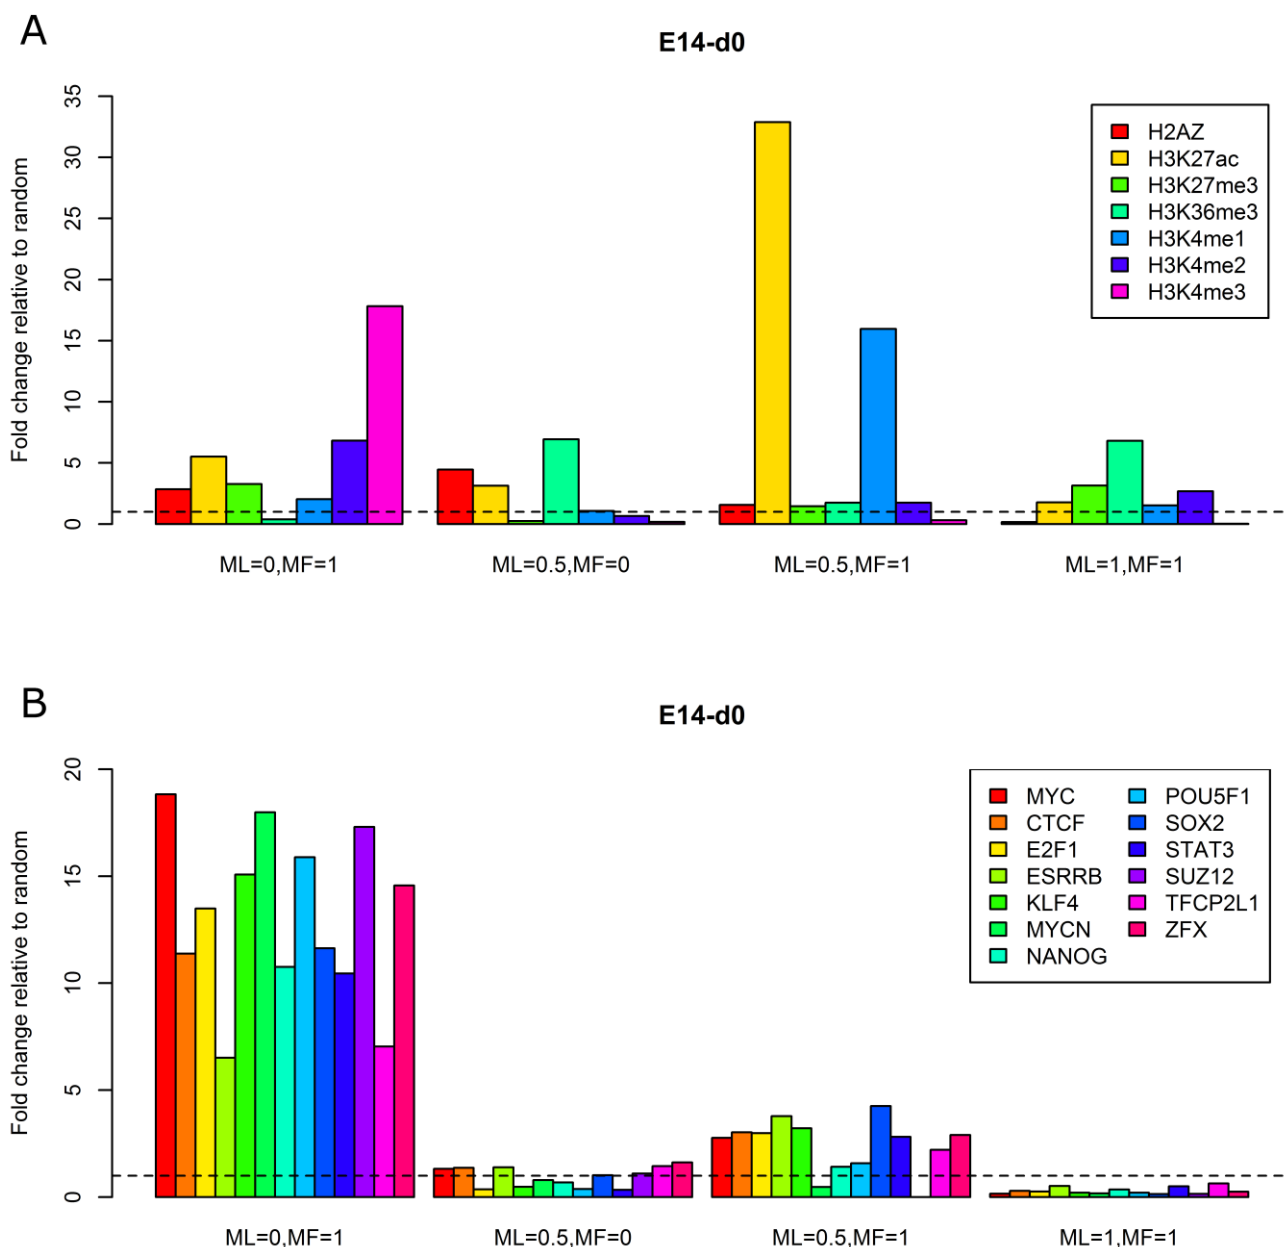 A
E14-d0
Fold change relative to random
35
30
25
20
15
10
5
0
H2AZ
H3K27ac
H3K27me3
H3K36me3
H3K4me1
H3K4me2
H3K4me3
ML=0,MF=1
ML=0.5,MF=0
ML=0.5,MF=1
ML=1,MF=1
B
E14-d0
Fold change relative to random
20
15
10
5
0
MYC
CTCF
E2F1
ESRRB
KLF4
MYCN
NANOG
POU5F1
SOX2
STAT3
SUZ12
TFCP2L1
ZFX
ML=0,MF=1
ML=0.5,MF=0
ML=0.5,MF=1
ML=1,MF=1